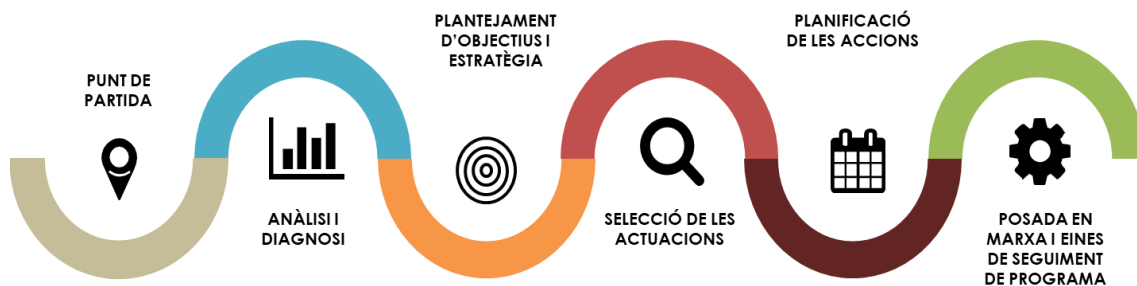 PUNT DE
PARTIDA
ANÀLISI I
DIAGNOSI
PLANTEJAMENT
D'OBJECTIUS I
ESTRATÈGIA
SELECCIÓ DE LES
ACTUACIONS
PLANIFICACIÓ
DE LES ACCIONS
POSADA EN
MARXA I EINES
DE SEGUIMENT
DE PROGRAMA